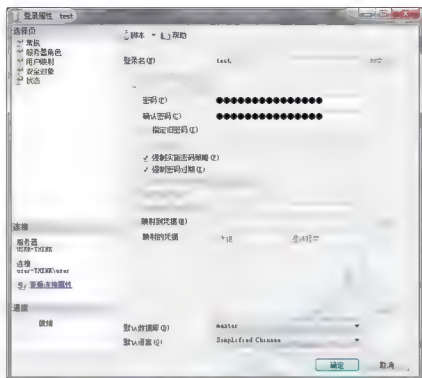 登录属性 test
选择页
常规
服务器角色
用户映射
安全对象
状态
脚本 帮助
登录名(N) test
密码(P) ●●●●●●●●●●●●●●●
确认密码(C) ●●●●●●●●●●●●●●●
指定旧密码(I)
强制实施密码策略(F)
强制密码过期(E)
映射到凭据(M)
映射的凭据
连接
服务器
USER-THINK
连接
user-THINK\user
查看连接属性
进度
就绪
默认数据库(D) master
默认语言(G) Simplified Chinese
确定 取消